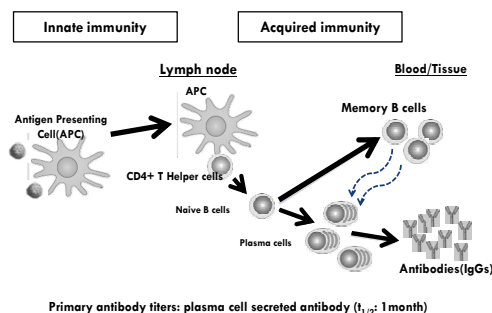 Innate immunity
Acquired immunity
Lymph node
Blood/Tissue
APC
Memory B cells
Antigen Presenting
Cell(APC)
CD4+ T Helper cells
Naive B cells
Plasma cells
Antibodies(IgGs)
Primary antibody titers: plasma cell secreted antibody (t1/2: 1month)